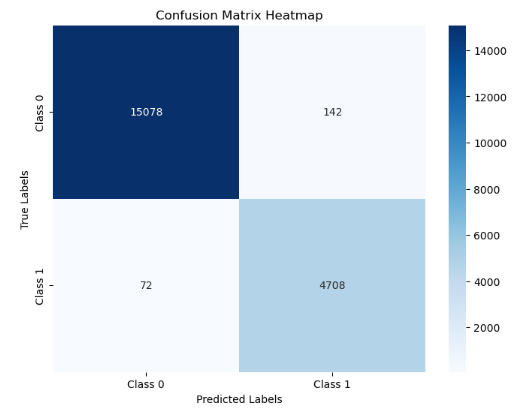 Confusion Matrix Heatmap
Class 0
Class 1
True Labels
15078
142
72
4708
Class 0
Class 1
Predicted Labels
14000
12000
10000
8000
6000
4000
2000